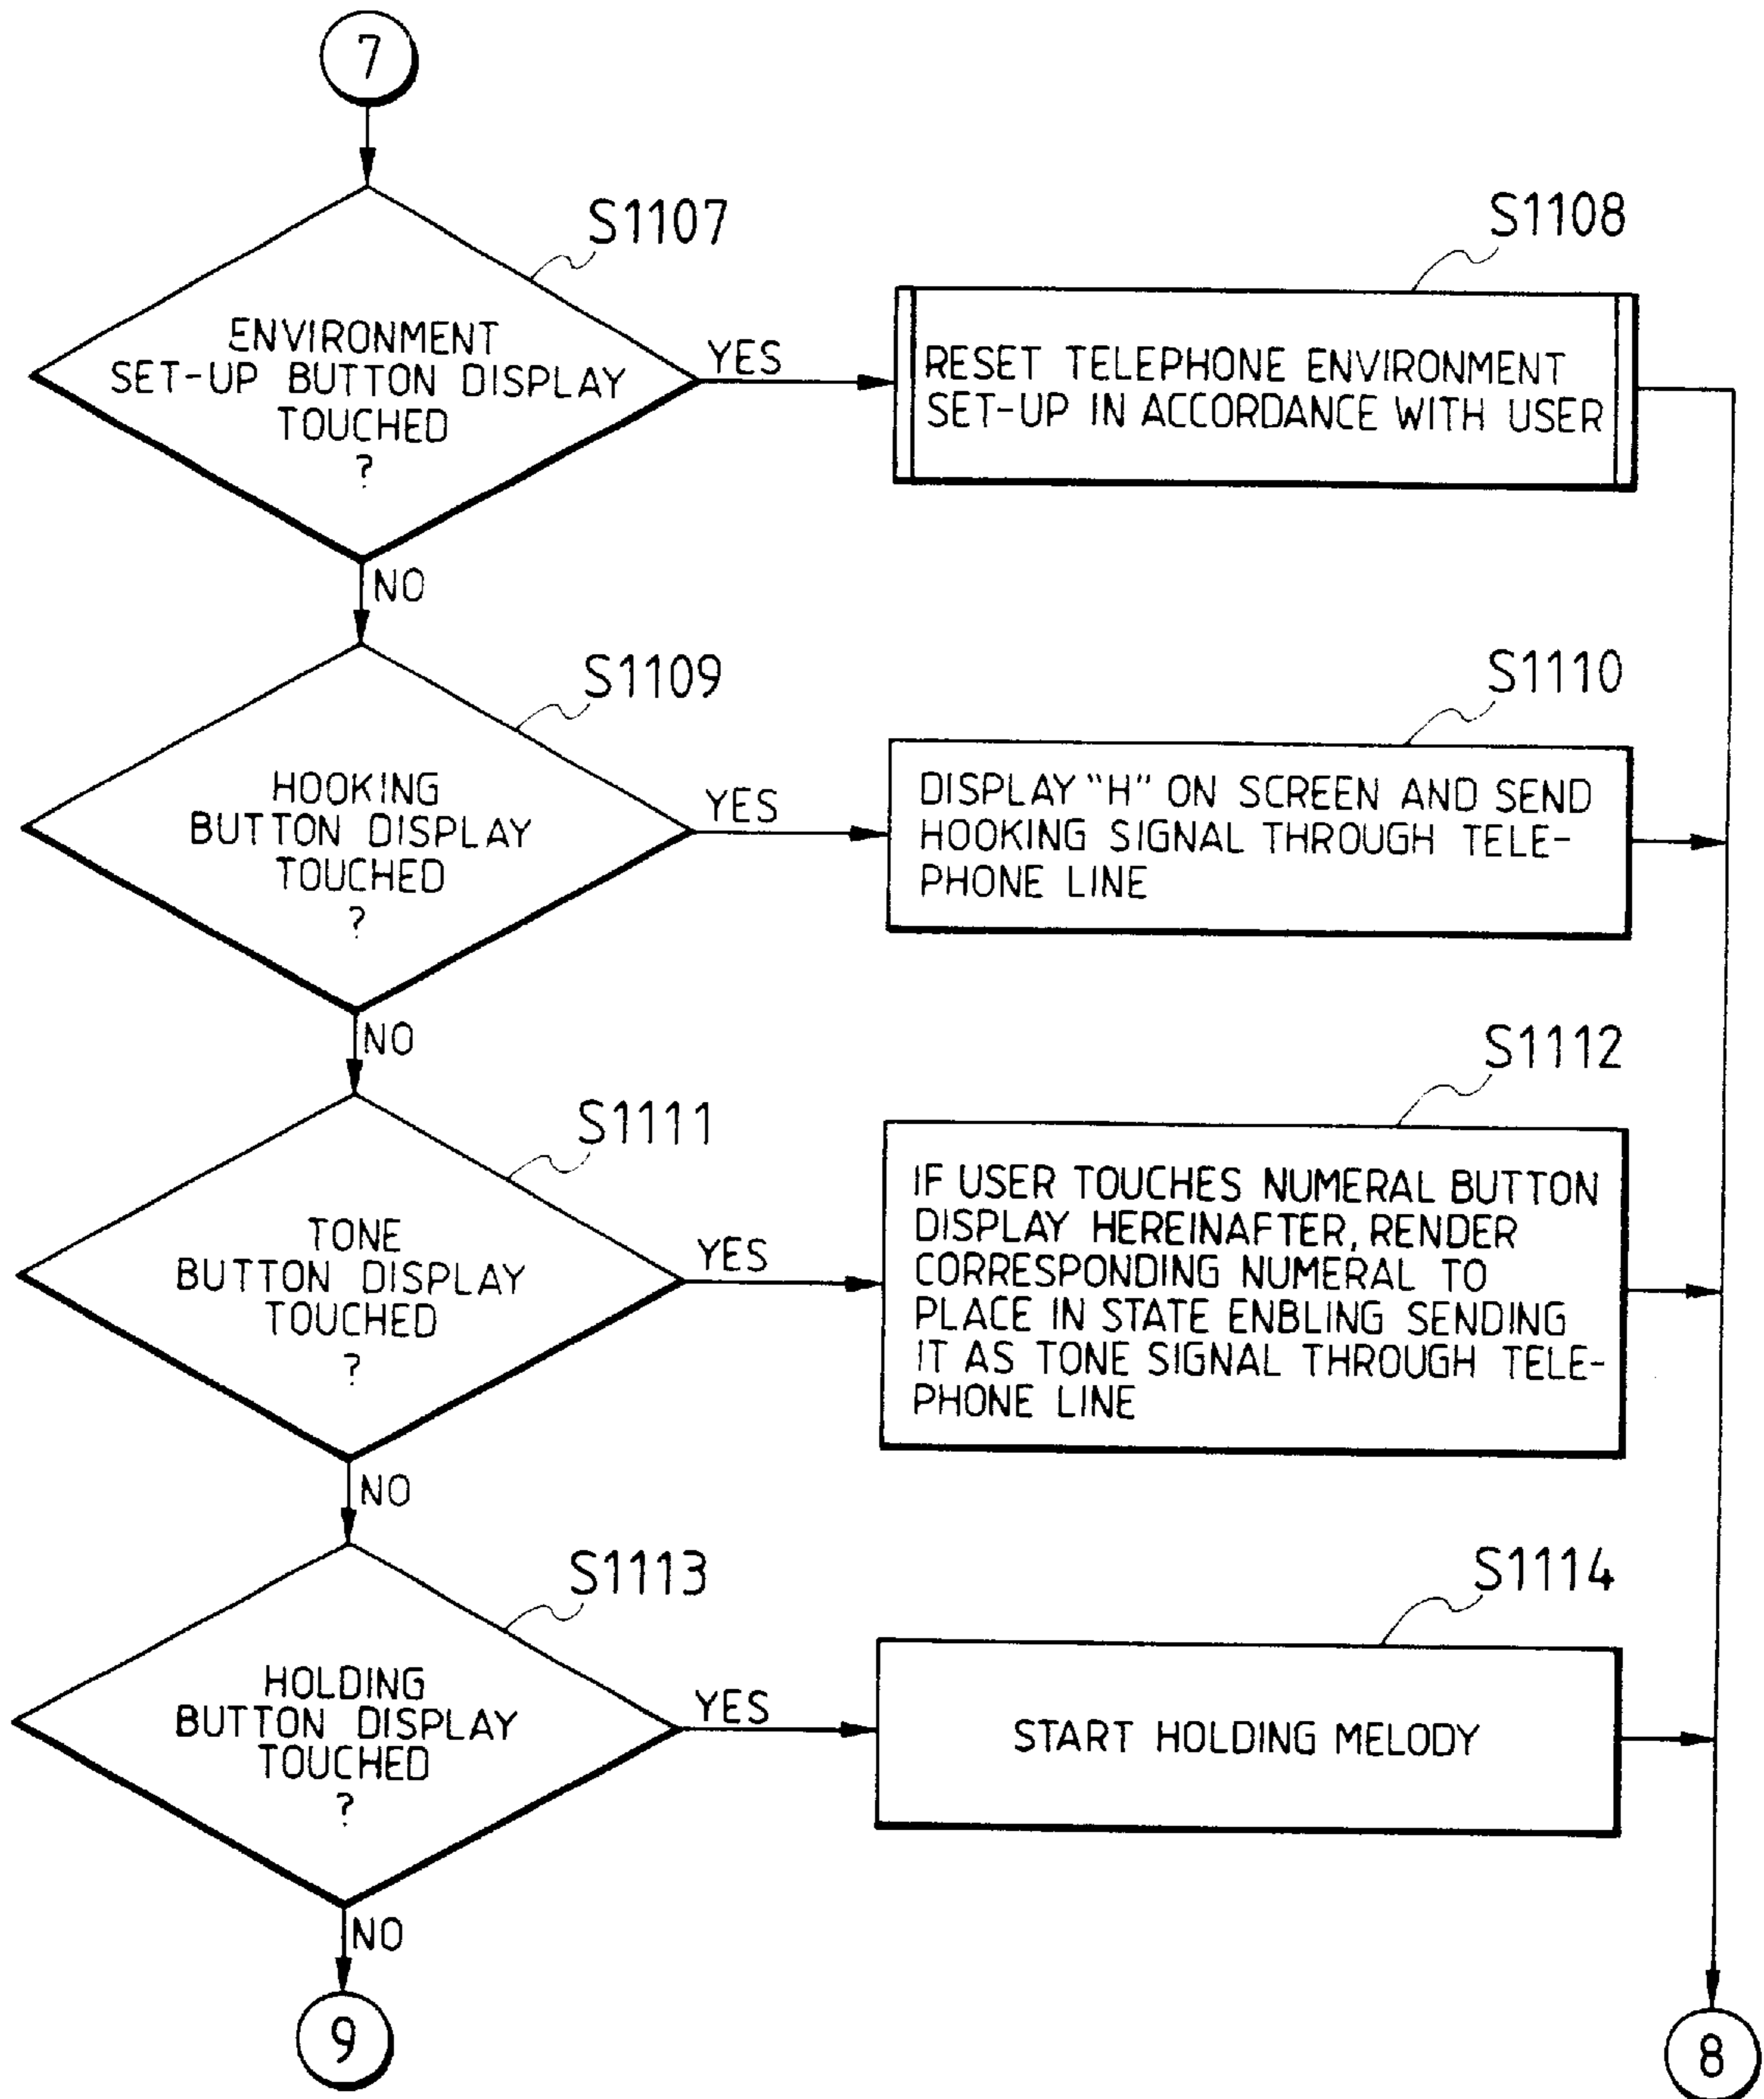 7
S1107
S1108
ENVIRONMENT
SET-UP BUTTON DISPLAY
TOUCHED
?
YES
RESET TELEPHONE ENVIRONMENT
SET-UP IN ACCORDANCE WITH USER
NO
S1109
S1110
HOOKING
BUTTON DISPLAY
TOUCHED
?
YES
DISPLAY "H" ON SCREEN AND SEND
HOOKING SIGNAL THROUGH TELE-
PHONE LINE
NO
S1111
S1112
TONE
BUTTON DISPLAY
TOUCHED
?
YES
IF USER TOUCHES NUMERAL BUTTON
DISPLAY HEREINAFTER, RENDER
CORRESPONDING NUMERAL TO
PLACE IN STATE ENBLING SENDING
IT AS TONE SIGNAL THROUGH TELE-
PHONE LINE
NO
S1113
S1114
HOLDING
BUTTON DISPLAY
TOUCHED
?
YES
START HOLDING MELODY
NO
9
8